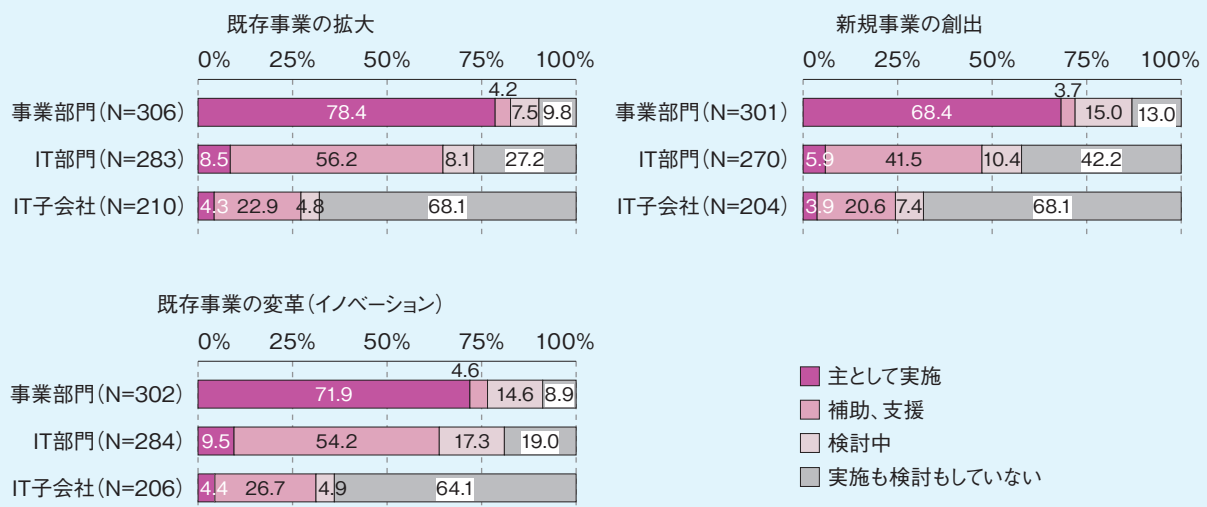 既存事業の拡大
0% 25% 50% 75% 100%
4.2
事業部門(N=306) 78.4 7.5 9.8
IT部門(N=283) 8.5 56.2 8.1 27.2
IT子会社(N=210) 4.3 22.9 4.8 68.1
新規事業の創出
0% 25% 50% 75% 100%
3.7
事業部門(N=301) 68.4 15.0 13.0
IT部門(N=270) 5.9 41.5 10.4 42.2
IT子会社(N=204) 3.9 20.6 7.4 68.1
既存事業の変革(イノベーション)
0% 25% 50% 75% 100%
4.6
事業部門(N=302) 71.9 14.6 8.9
IT部門(N=284) 9.5 54.2 17.3 19.0
IT子会社(N=206) 4.4 26.7 4.9 64.1
主として実施
補助、支援
検討中
実施も検討もしていない